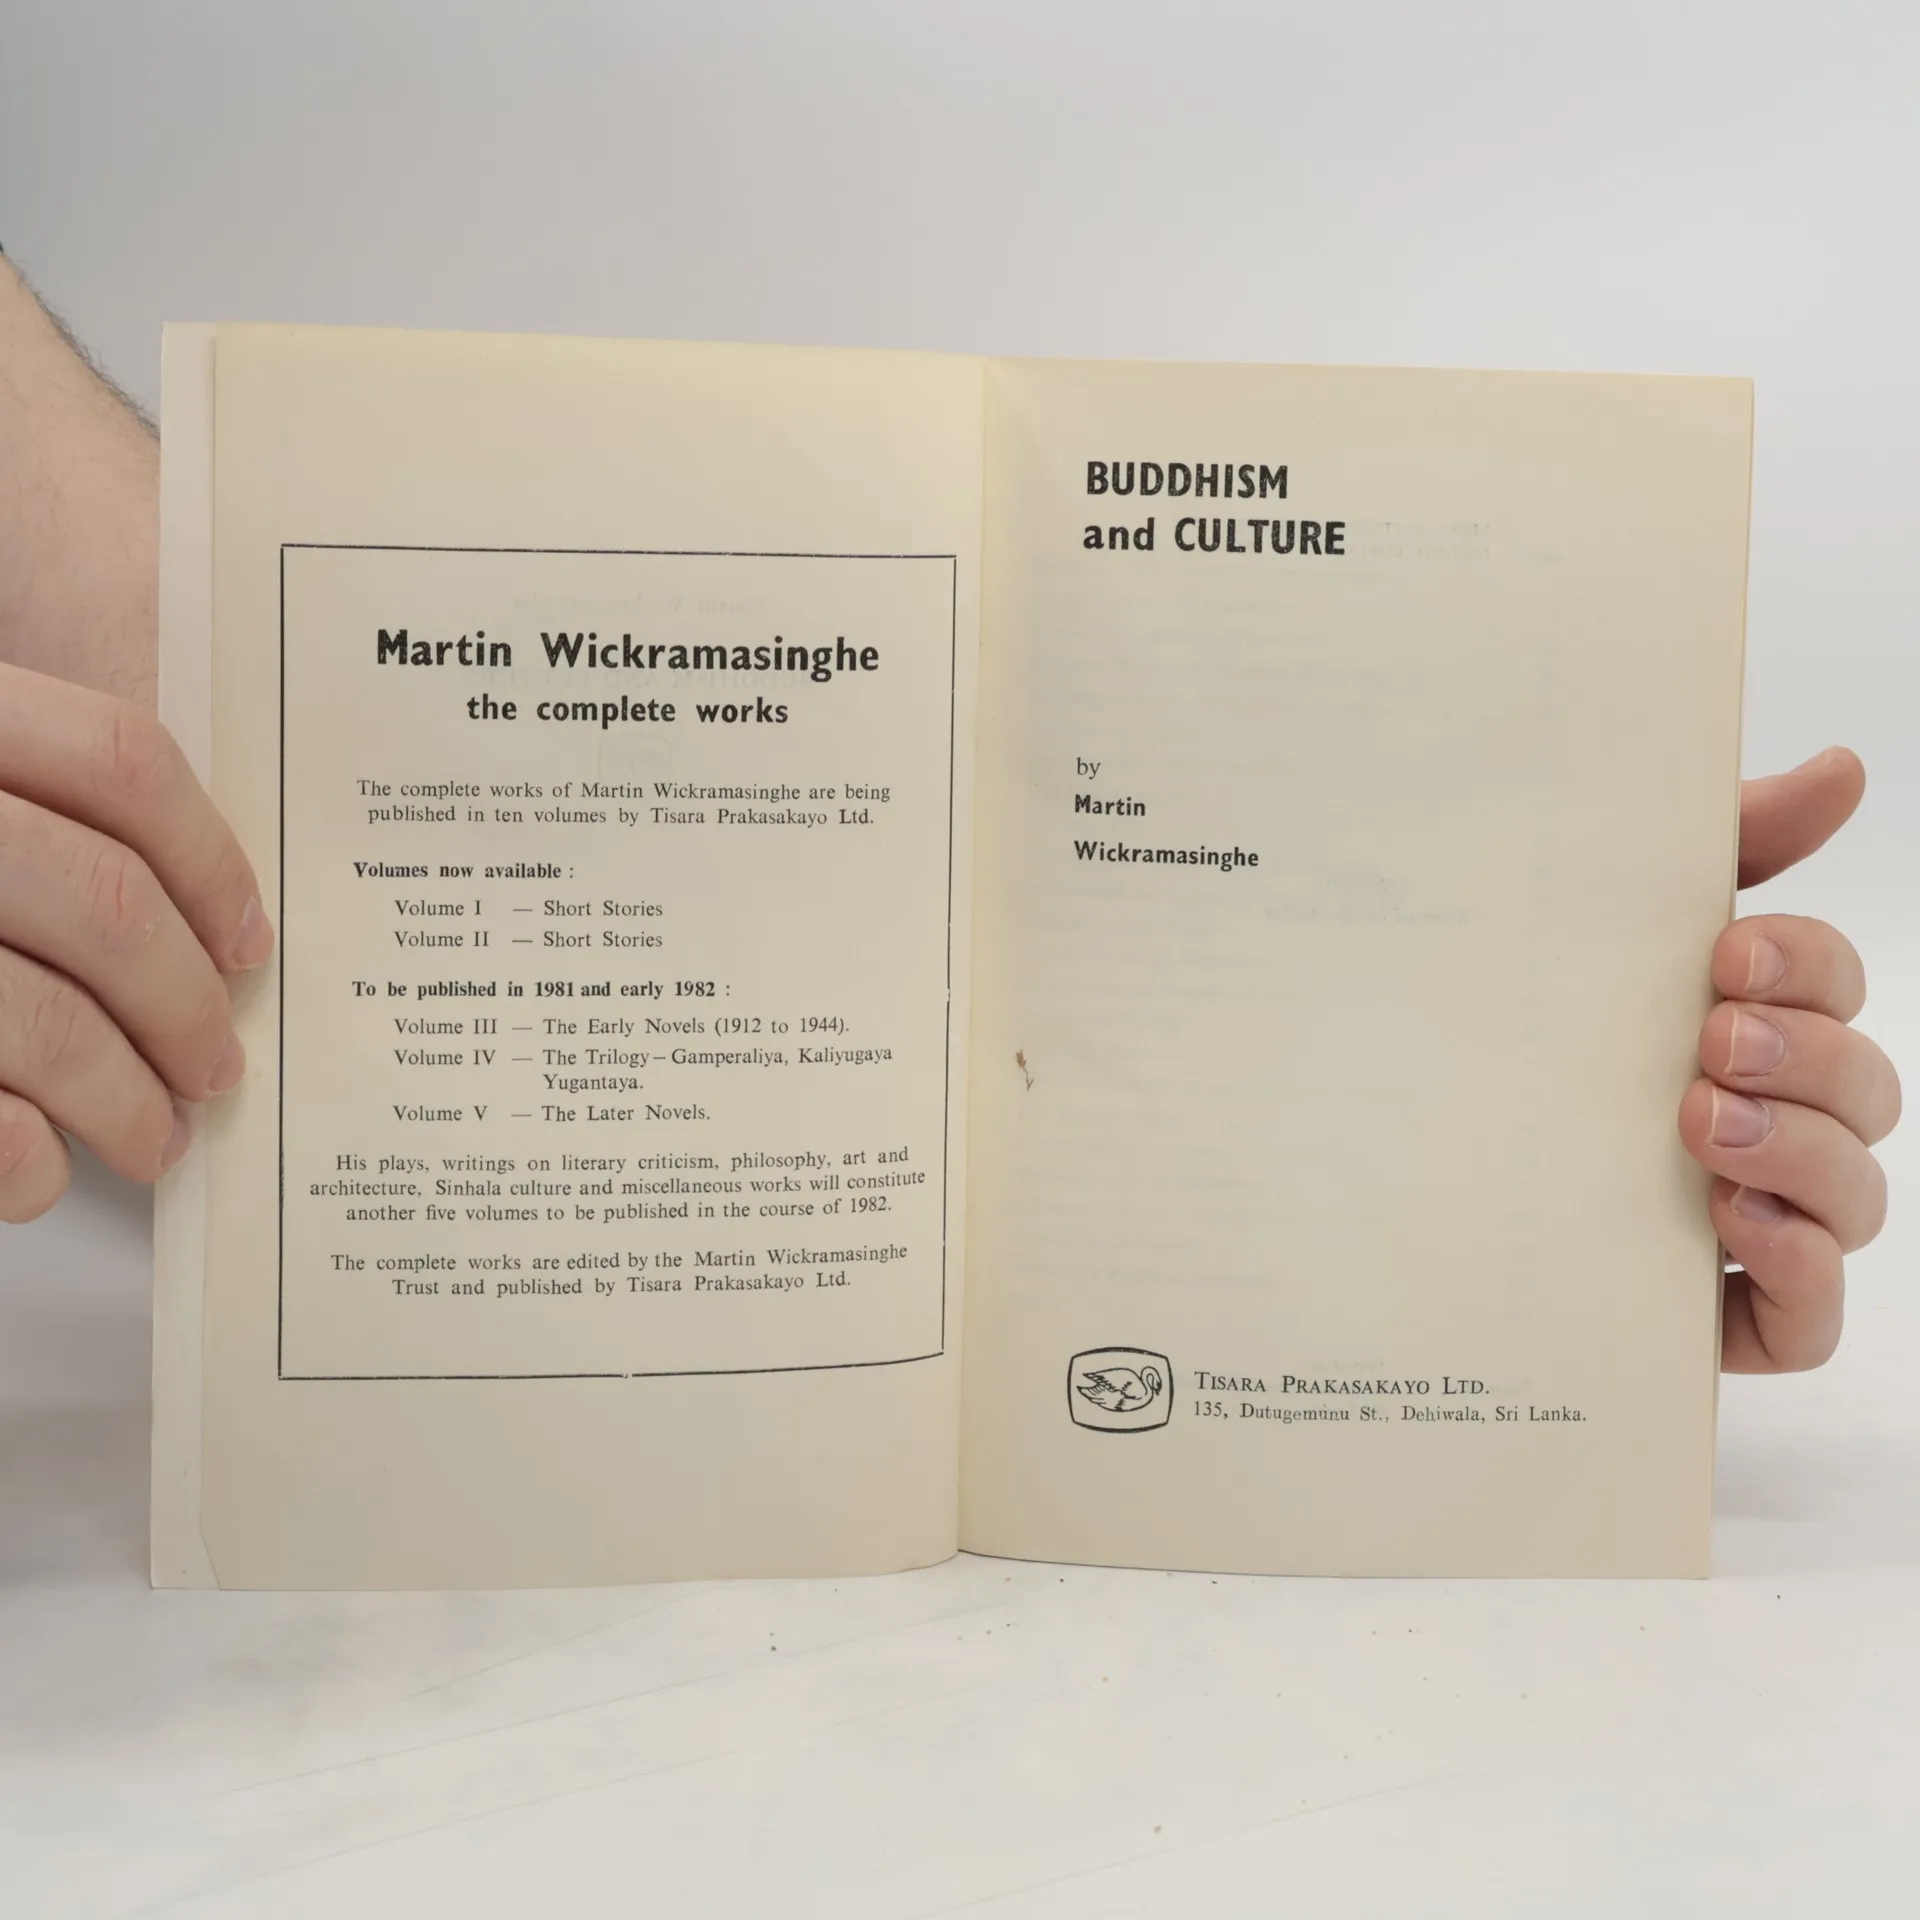 Martin Wickramasinghe
the complete works
The complete works of Martin Wickramasinghe are being
published in ten volumes by Tisara Prakasakayo Ltd.
Volumes now available :
Volume I — Short Stories
Volume II — Short Stories
To be published in 1981 and early 1982 :
Volume III — The Early Novels (1912 to 1944).
Volume IV — The Trilogy – Gamperaliya, Kaliyugaya
Yugantaya.
Volume V — The Later Novels.
His plays, writings on literary criticism, philosophy, art and
architecture, Sinhala culture and miscellaneous works will constitute
another five volumes to be published in the course of 1982.
The complete works are edited by the Martin Wickramasinghe
Trust and published by Tisara Prakasakayo Ltd.
BUDDHISM
and CULTURE
by
Martin
Wickramasinghe
TISARA PRAKASAKAYO LTD.
135, Dutugemunu St., Dehiwala, Sri Lanka.